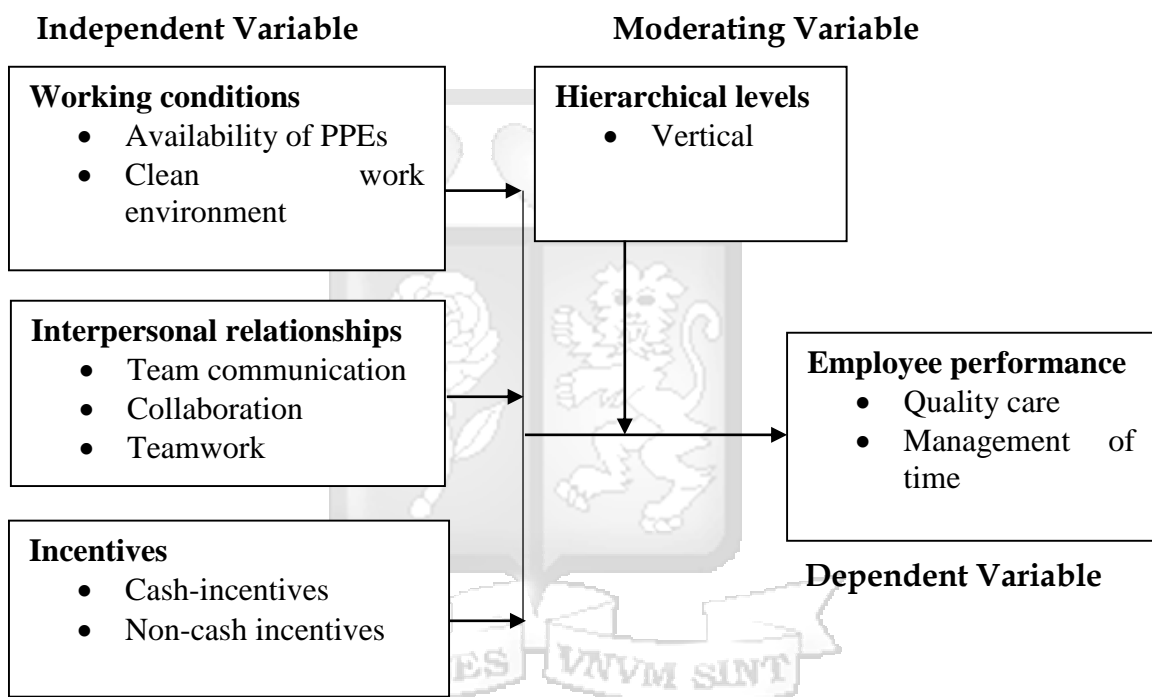 Independent Variable
Moderating Variable
Working conditions
• Availability of PPEs
• Clean work
environment
Hierarchical levels
• Vertical
Interpersonal relationships
• Team communication
• Collaboration
• Teamwork
Employee performance
• Quality care
• Management of
time
Incentives
• Cash-incentives
• Non-cash incentives
Dependent Variable
VNVM SINT